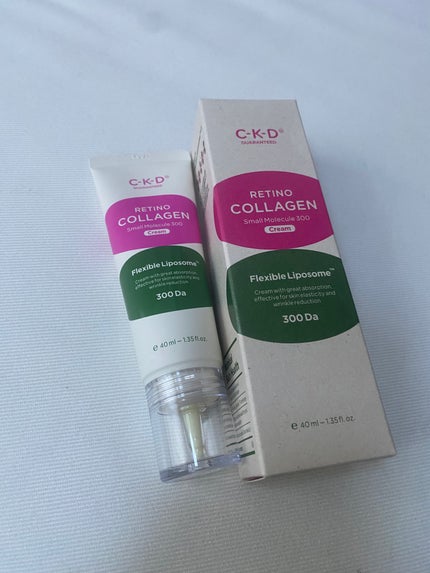 C·K·D®
GUARANTEED
RETINO
COLLAGEN
Small Molecule 300
Cream
Flexible Liposome™
Cream with great absorption,
effective for skin elasticity and
wrinkle reduction
300 Da
℮ 40 ml – 1.35 fl. oz.
C·K·D®
GUARANTEED
RETINO
COLLAGEN
Small Molecule 300
Cream
Flexible Liposome™
Cream with great absorption,
effective for skin elasticity and
wrinkle reduction
300 Da
℮ 40 ml – 1.35 fl. oz.